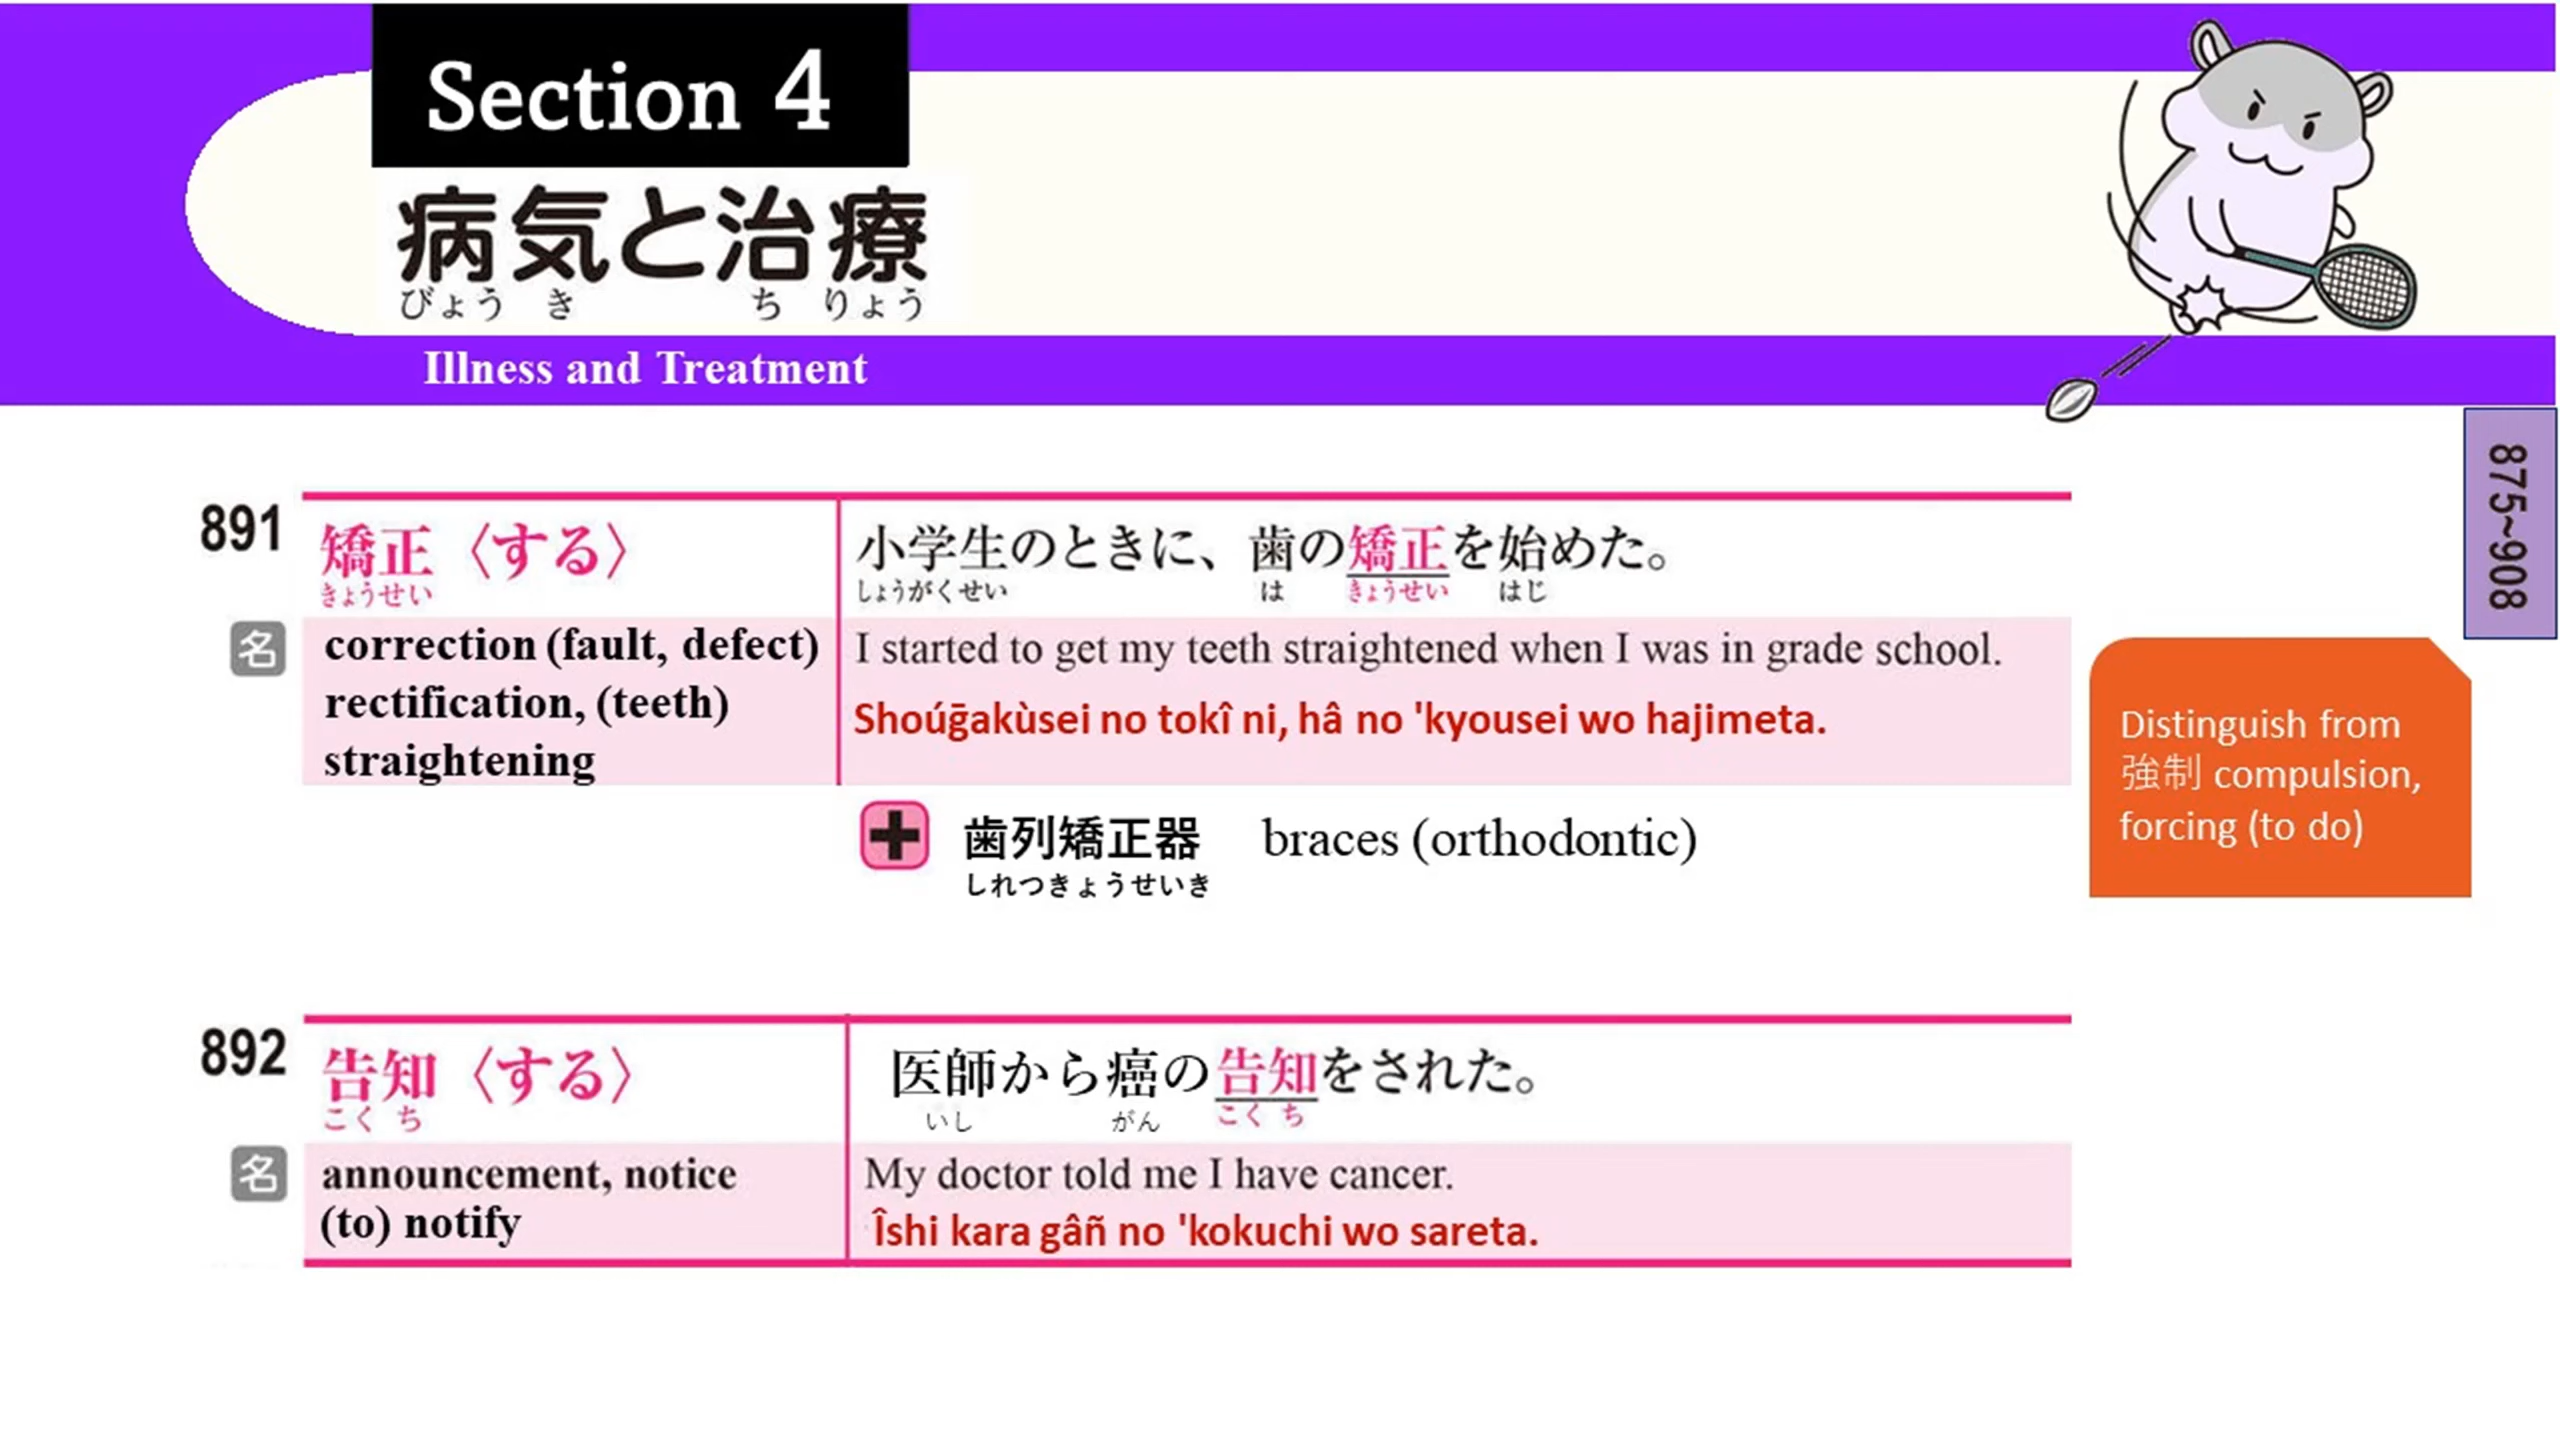 Section 4
病気と治療
びょう き ち りょう
Illness and Treatment
875~908
891
矯正〈する〉
きょうせい
小学生のときに、歯の矯正を始めた。
しょうがくせい は きょうせい はじ
名
correction (fault, defect)
rectification, (teeth)
straightening
I started to get my teeth straightened when I was in grade school.
Shoúḡakùsei no tokî ni, hâ no 'kyousei wo hajimeta.
Distinguish from
強制 compulsion,
forcing (to do)
歯列矯正器 braces (orthodontic)
しれつきょうせいき
892
告知〈する〉
こく ち
医師から癌の告知をされた。
いし がん こく ち
名
announcement, notice
(to) notify
My doctor told me I have cancer.
Îshi kara gâñ no 'kokuchi wo sareta.